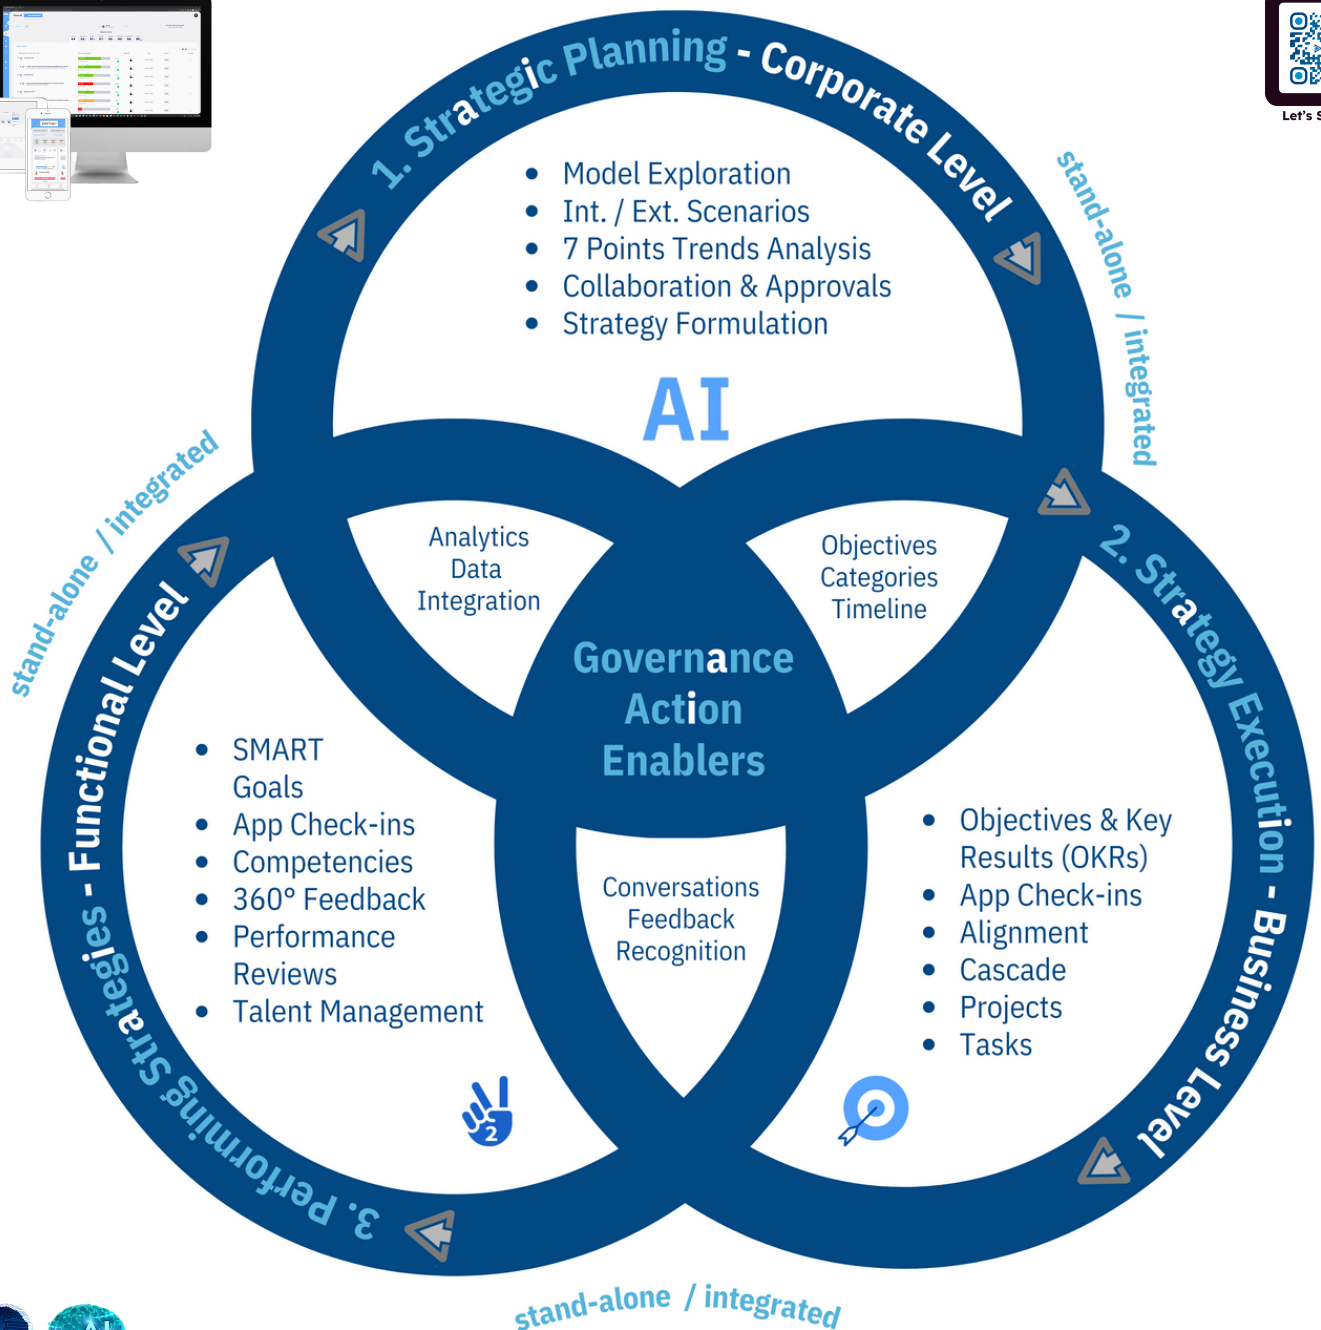 Let's S
1. Strategic Planning - Corporate Level
• Model Exploration
• Int. / Ext. Scenarios
• 7 Points Trends Analysis
• Collaboration & Approvals
• Strategy Formulation
AI
stand-alone / integrated
stand-alone / integrated
Analytics
Data
Integration
Objectives
Categories
Timeline
Governance
Action
Enablers
2. Strategy Execution - Business Level
3. Performing Strategies - Functional Level
• SMART
Goals
• App Check-ins
• Competencies
• 360° Feedback
• Performance
Reviews
• Talent Management
Conversations
Feedback
Recognition
• Objectives & Key
Results (OKRs)
• App Check-ins
• Alignment
• Cascade
• Projects
• Tasks
2
stand-alone / integrated
AI